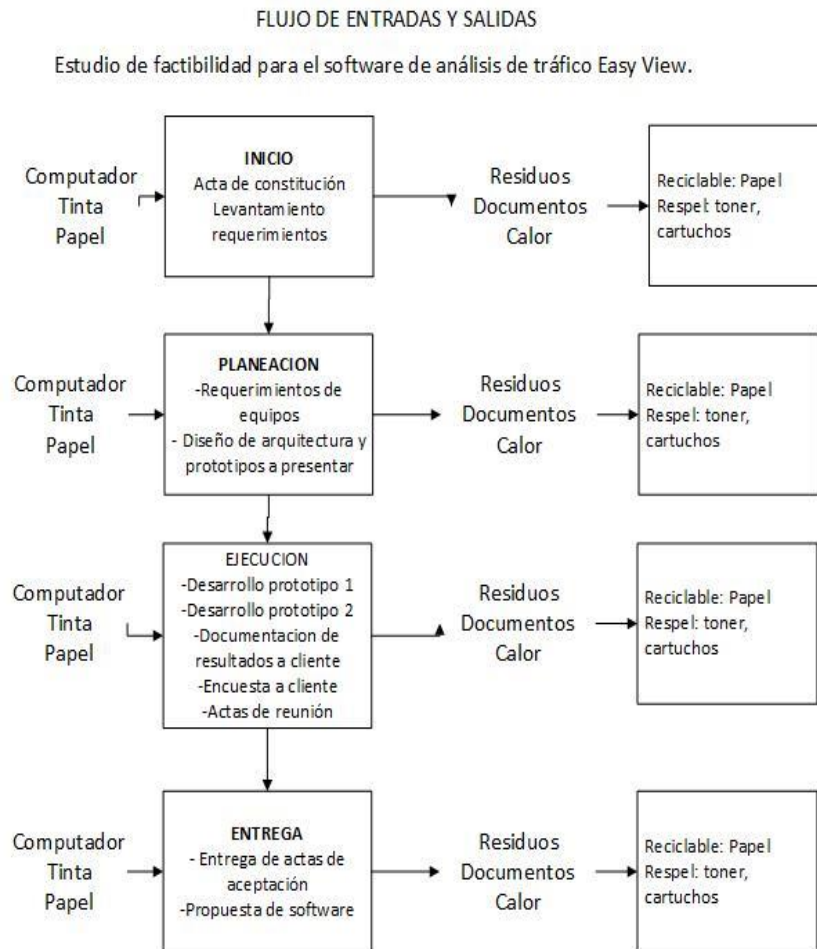 FLUJO DE ENTRADAS Y SALIDAS
Estudio de factibilidad para el software de análisis de tráfico Easy View.
Computador
Tinta
Papel
INICIO
Acta de constitución
Levantamiento
requerimientos
Residuos
Documentos
Calor
Reciclable: Papel
Respel: toner,
cartuchos
Computador
Tinta
Papel
PLANEACION
-Requerimientos de
equipos
- Diseño de arquitectura y
prototipos a presentar
Residuos
Documentos
Calor
Reciclable: Papel
Respel: toner,
cartuchos
Computador
Tinta
Papel
EJECUCION
-Desarrollo prototipo 1
-Desarrollo prototipo 2
-Documentacion de
resultados a cliente
-Encuesta a cliente
-Actas de reunión
Residuos
Documentos
Calor
Reciclable: Papel
Respel: toner,
cartuchos
Computador
Tinta
Papel
ENTREGA
- Entrega de actas de
aceptación
-Propuesta de software
Residuos
Documentos
Calor
Reciclable: Papel
Respel: toner,
cartuchos